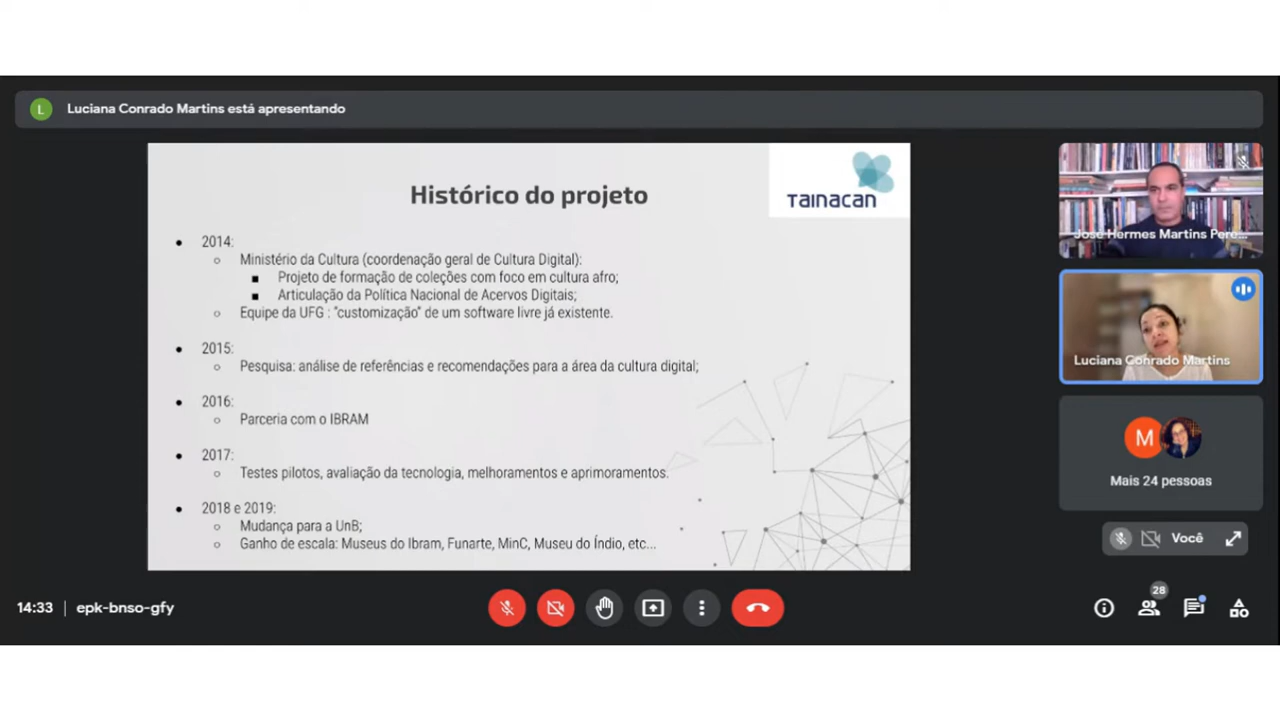 L
Luciana Conrado Martins está apresentando
Histórico do projeto
TAINACAN
2014:
Ministério da Cultura (coordenação geral de Cultura Digital):
Projeto de formação de coleções com foco em cultura afro;
Articulação da Política Nacional de Acervos Digitais;
Equipe da UFG : “customização” de um software livre já existente.
2015:
Pesquisa: análise de referências e recomendações para a área da cultura digital;
2016:
Parceria com o IBRAM
2017:
Testes pilotos, avaliação da tecnologia, melhoramentos e aprimoramentos.
2018 e 2019:
Mudança para a UnB;
Ganho de escala: Museus do Ibram, Funarte, MinC, Museu do Índio, etc...
José Hermes Martins Pere...
Luciana Conrado Martins
M
Mais 24 pessoas
Você
14:33 | epk-bnso-gfy
28